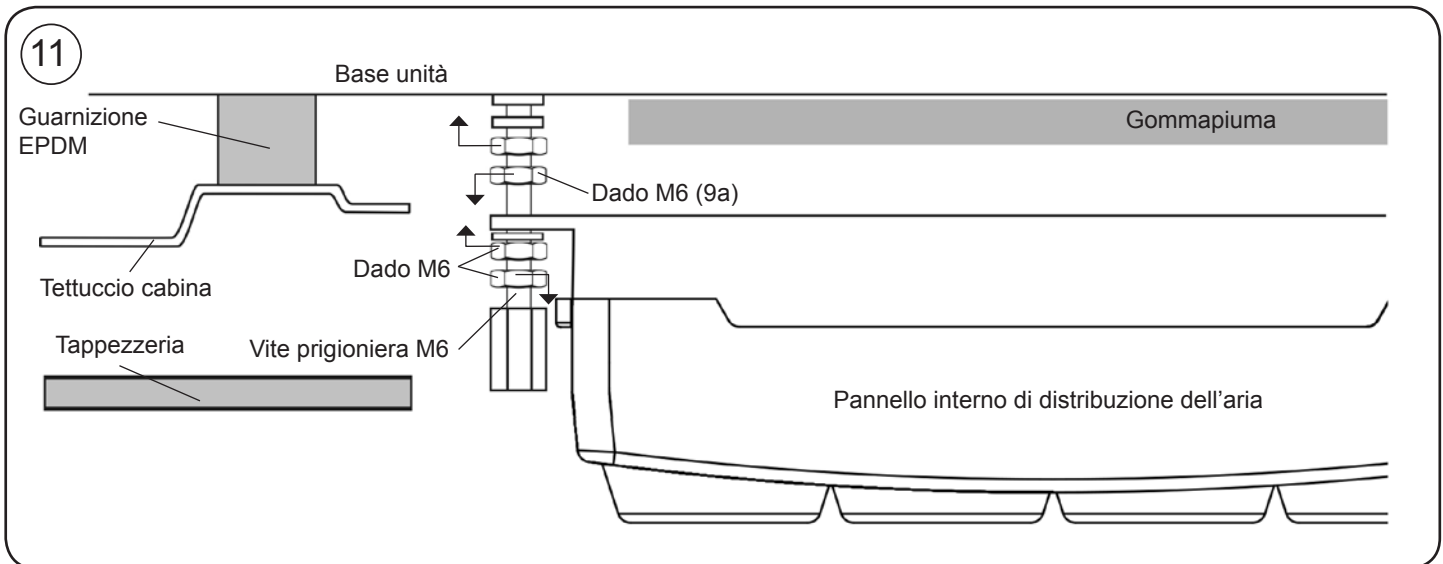 11
Base unità
Guarnizione
EPDM
Gommapiuma
Dado M6 (9a)
Dado M6
Tettuccio cabina
Tappezzeria
Vite prigioniera M6
Pannello interno di distribuzione dell’aria